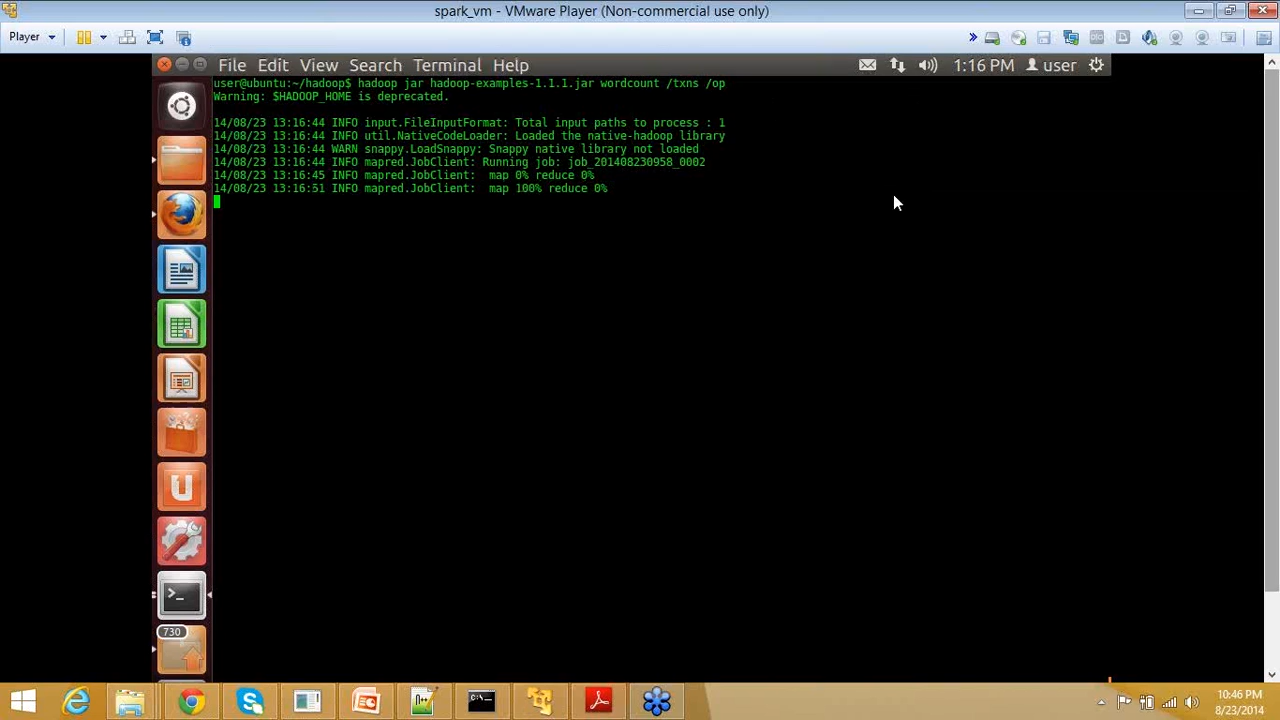 spark_vm - VMware Player (Non-commercial use only)
Player
File Edit View Search Terminal Help
1:16 PM user
user@ubuntu:~/hadoop$ hadoop jar hadoop-examples-1.1.1.jar wordcount /txns /op
Warning: $HADOOP_HOME is deprecated.
14/08/23 13:16:44 INFO input.FileInputFormat: Total input paths to process : 1
14/08/23 13:16:44 INFO util.NativeCodeLoader: Loaded the native-hadoop library
14/08/23 13:16:44 WARN snappy.LoadSnappy: Snappy native library not loaded
14/08/23 13:16:44 INFO mapred.JobClient: Running job: job_201408230958_0002
14/08/23 13:16:45 INFO mapred.JobClient:  map 0% reduce 0%
14/08/23 13:16:51 INFO mapred.JobClient:  map 100% reduce 0%
730
10:46 PM
8/23/2014